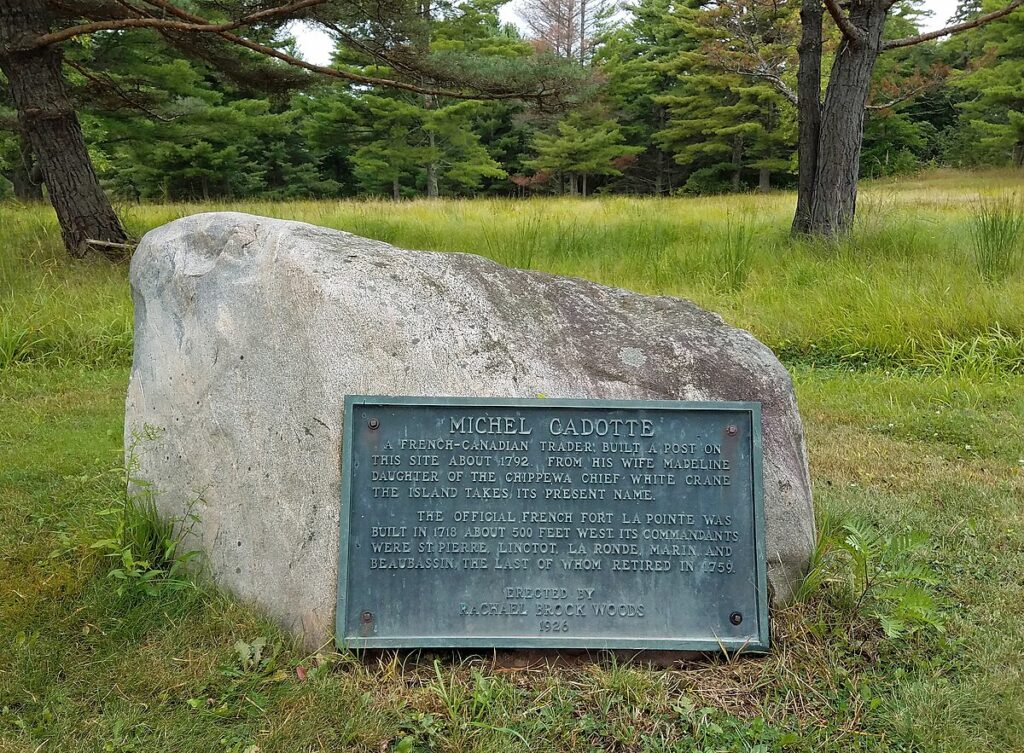 MICHEL CADOTTE
A FRENCH-CANADIAN TRADER, BUILT A POST ON
THIS SITE ABOUT 1792. FROM HIS WIFE MADELINE
DAUGHTER OF THE CHIPPEWA CHIEF WHITE CRANE
THE ISLAND TAKES ITS PRESENT NAME.
THE OFFICIAL FRENCH FORT LA POINTE WAS
BUILT IN 1718 ABOUT 500 FEET WEST. ITS COMMANDANTS
WERE ST. PIERRE, LINCTOT, LA RONDE, MARIN, AND
BEAUBASSIN, THE LAST OF WHOM RETIRED IN 1759.
ERECTED BY
RACHAEL BROCK WOODS
1926